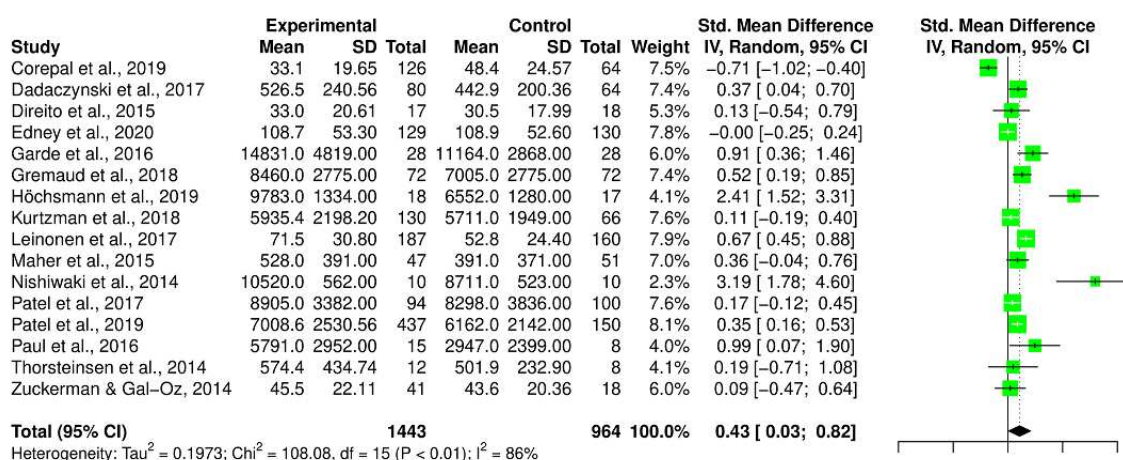 Experimental Control Std. Mean Difference Std. Mean Difference
Study Mean SD Total Mean SD Total Weight IV, Random, 95% CI IV, Random, 95% CI
Corepal et al., 2019 33.1 19.65 126 48.4 24.57 64 7.5% −0.71 [−1.02; −0.40]
Dadaczynski et al., 2017 526.5 240.56 80 442.9 200.36 64 7.4% 0.37 [ 0.04; 0.70]
Direito et al., 2015 33.0 20.61 17 30.5 17.99 18 5.3% 0.13 [−0.54; 0.79]
Edney et al., 2020 108.7 53.30 129 108.9 52.60 130 7.8% −0.00 [−0.25; 0.24]
Garde et al., 2016 14831.0 4819.00 28 11164.0 2868.00 28 6.0% 0.91 [ 0.36; 1.46]
Gremaud et al., 2018 8460.0 2775.00 72 7005.0 2775.00 72 7.4% 0.52 [ 0.19; 0.85]
Höchsmann et al., 2019 9783.0 1334.00 18 6552.0 1280.00 17 4.1% 2.41 [ 1.52; 3.31]
Kurtzman et al., 2018 5935.4 2198.20 130 5711.0 1949.00 66 7.6% 0.11 [−0.19; 0.40]
Leinonen et al., 2017 71.5 30.80 187 52.8 24.40 160 7.9% 0.67 [ 0.45; 0.88]
Maher et al., 2015 528.0 391.00 47 391.0 371.00 51 7.0% 0.36 [−0.04; 0.76]
Nishiwaki et al., 2014 10520.0 562.00 10 8711.0 523.00 10 2.3% 3.19 [ 1.78; 4.60]
Patel et al., 2017 8905.0 3382.00 94 8298.0 3836.00 100 7.6% 0.17 [−0.12; 0.45]
Patel et al., 2019 7008.6 2530.56 437 6162.0 2142.00 150 8.1% 0.35 [ 0.16; 0.53]
Paul et al., 2016 5791.0 2952.00 15 2947.0 2399.00 8 4.0% 0.99 [ 0.07; 1.90]
Thorsteinsen et al., 2014 574.4 434.74 12 501.9 232.90 8 4.1% 0.19 [−0.71; 1.08]
Zuckerman & Gal−Oz, 2014 45.5 22.11 41 43.6 20.36 18 6.0% 0.09 [−0.47; 0.64]
Total (95% CI) 1443 964 100.0% 0.43 [ 0.03; 0.82]
Heterogeneity: Tau² = 0.1973; Chi² = 108.08, df = 15 (P < 0.01); I² = 86%